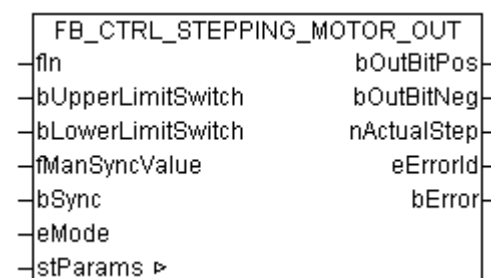 FB_CTRL_STEPPING_MOTOR_OUT
fIn bOutBitPos
bUpperLimitSwitch bOutBitNeg
bLowerLimitSwitch nActualStep
fManSyncValue eErrorId
bSync bError
eMode
stParams ▷